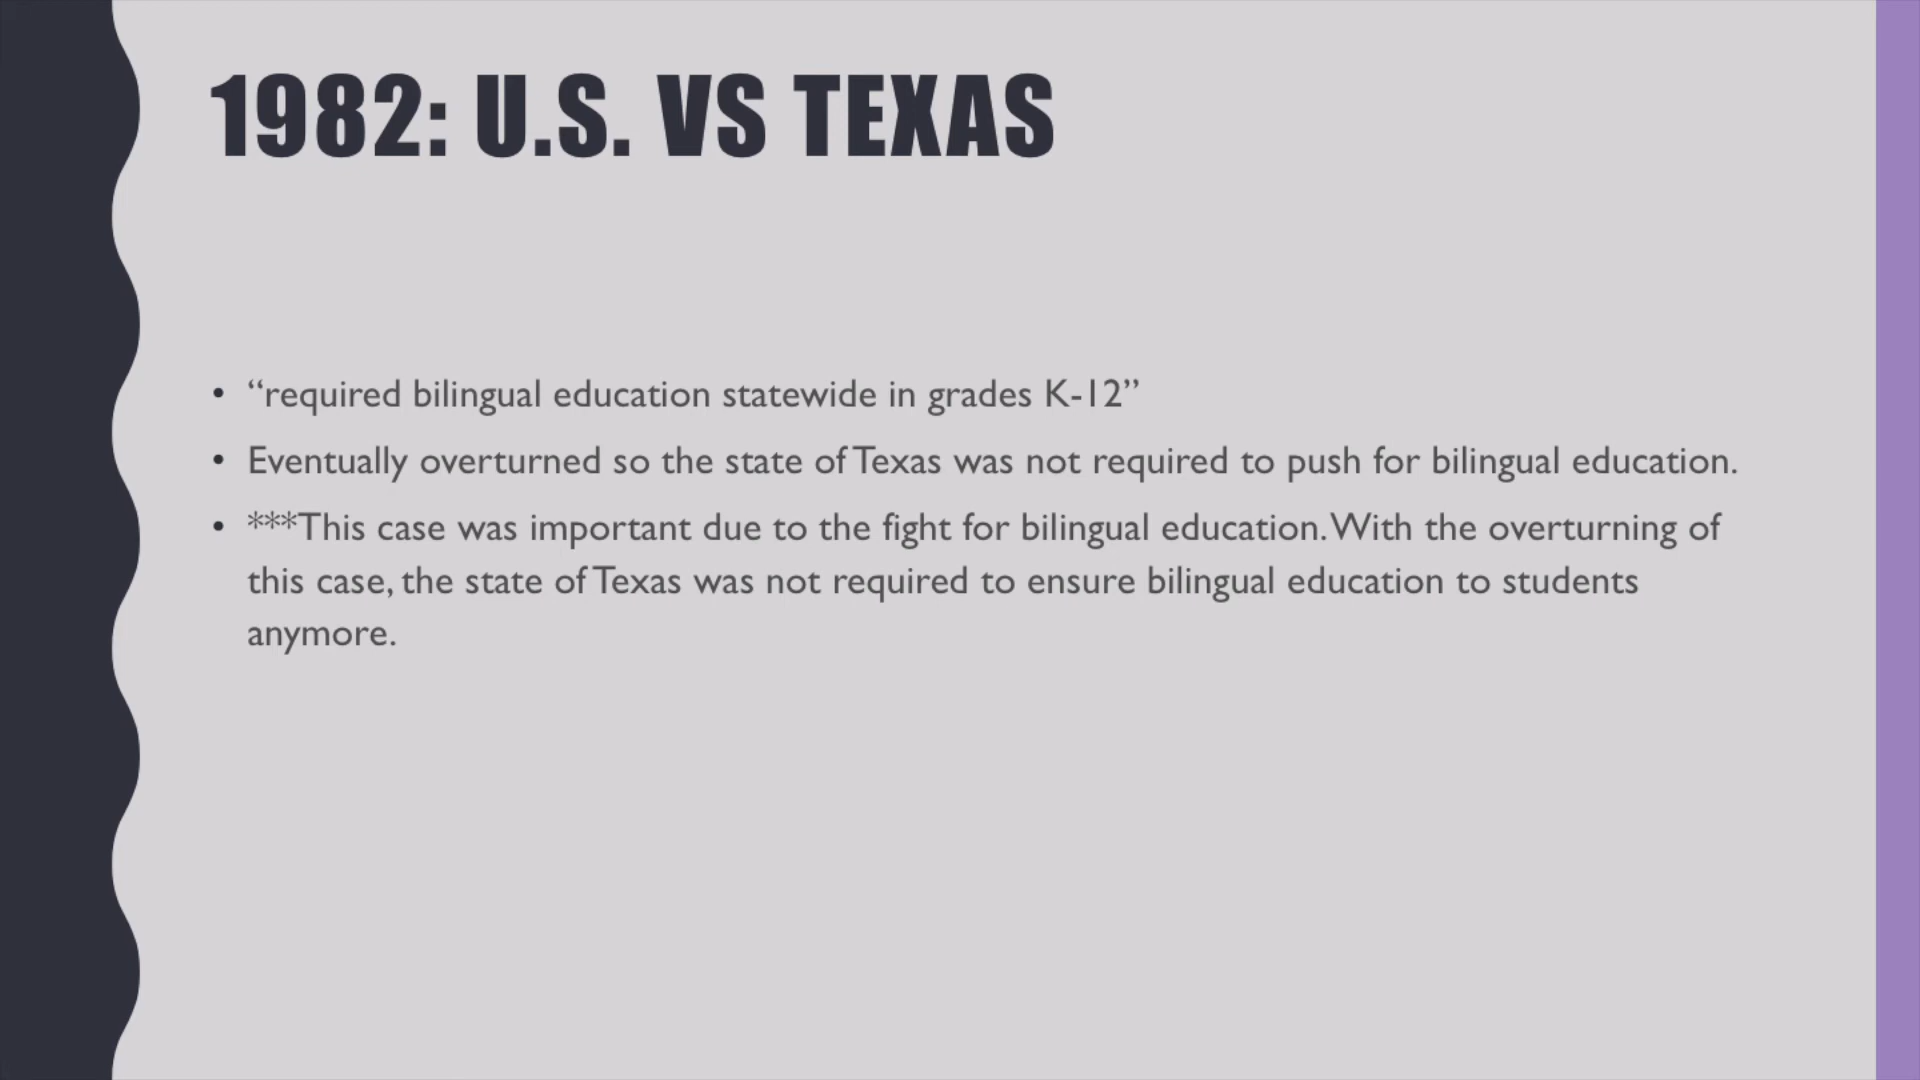 1982: U.S. VS TEXAS
• “required bilingual education statewide in grades K-12”
• Eventually overturned so the state of Texas was not required to push for bilingual education.
• ***This case was important due to the fight for bilingual education. With the overturning of
this case, the state of Texas was not required to ensure bilingual education to students
anymore.